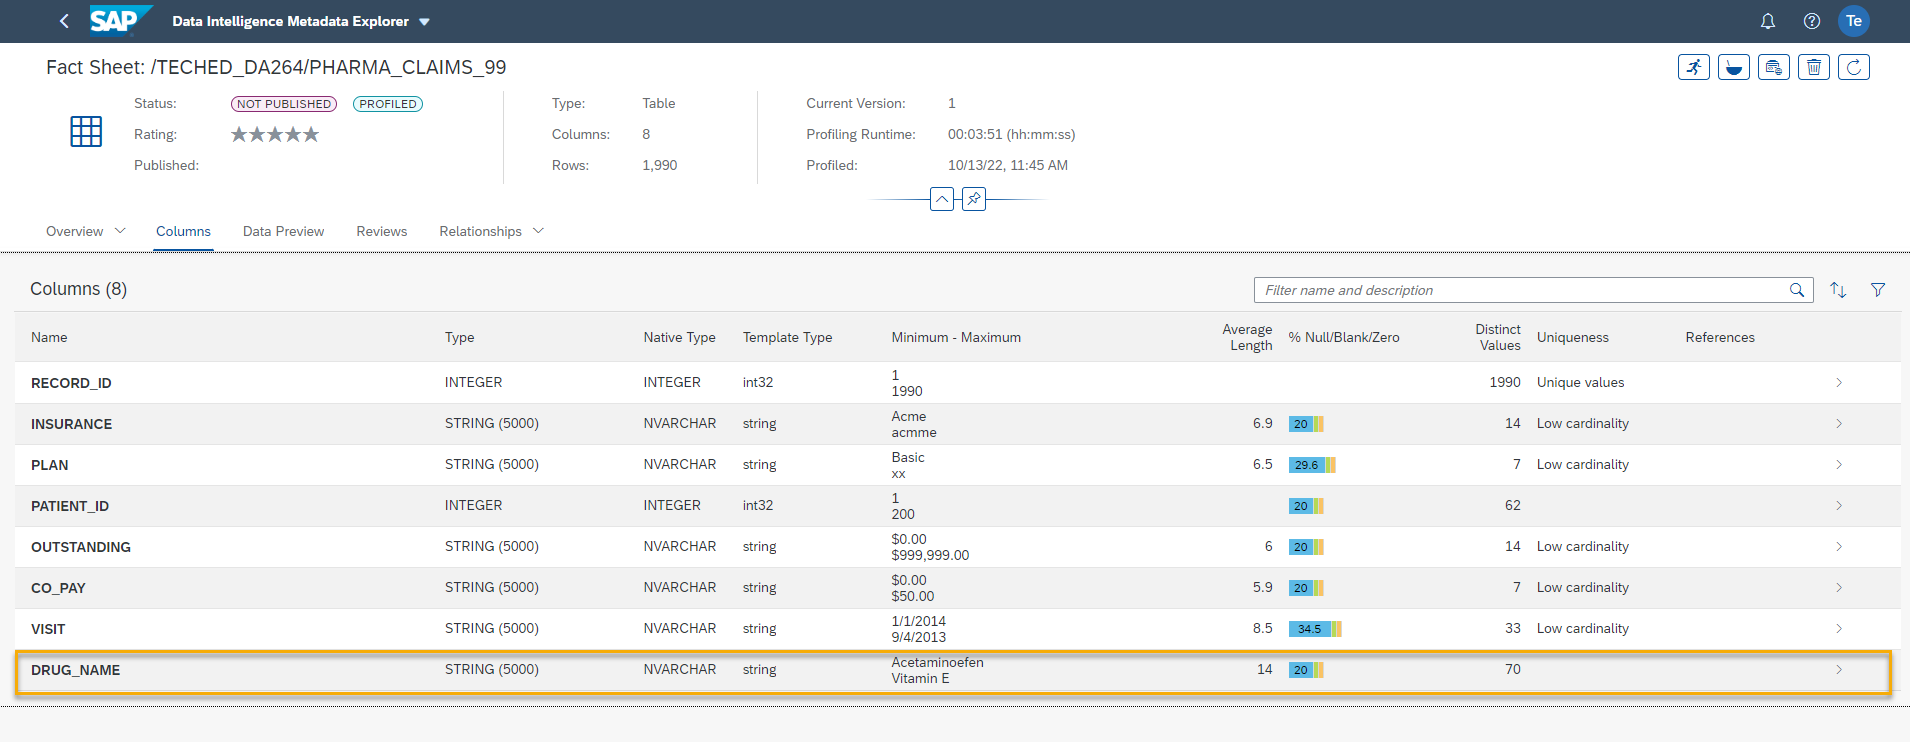 SAP Data Intelligence Metadata Explorer Te
Fact Sheet: /TECHED_DA264/PHARMA_CLAIMS_99
Status: NOT PUBLISHED PROFILED Type: Table Current Version: 1
Rating: Columns: 8 Profiling Runtime: 00:03:51 (hh:mm:ss)
Published: Rows: 1,990 Profiled: 10/13/22, 11:45 AM
Overview Columns Data Preview Reviews Relationships
Columns (8) Filter name and description
Name Type Native Type Template Type Minimum - Maximum Average Length % Null/Blank/Zero Distinct Values Uniqueness References
RECORD_ID INTEGER INTEGER int32 1 1990 1990 Unique values
INSURANCE STRING (5000) NVARCHAR string Acme acmme 6.9 20 14 Low cardinality
PLAN STRING (5000) NVARCHAR string Basic xx 6.5 29.6 7 Low cardinality
PATIENT_ID INTEGER INTEGER int32 1 200 20 62
OUTSTANDING STRING (5000) NVARCHAR string $0.00 $999,999.00 6 20 14 Low cardinality
CO_PAY STRING (5000) NVARCHAR string $0.00 $50.00 5.9 20 7 Low cardinality
VISIT STRING (5000) NVARCHAR string 1/1/2014 9/4/2013 8.5 34.5 33 Low cardinality
DRUG_NAME STRING (5000) NVARCHAR string Acetaminoefen Vitamin E 14 20 70